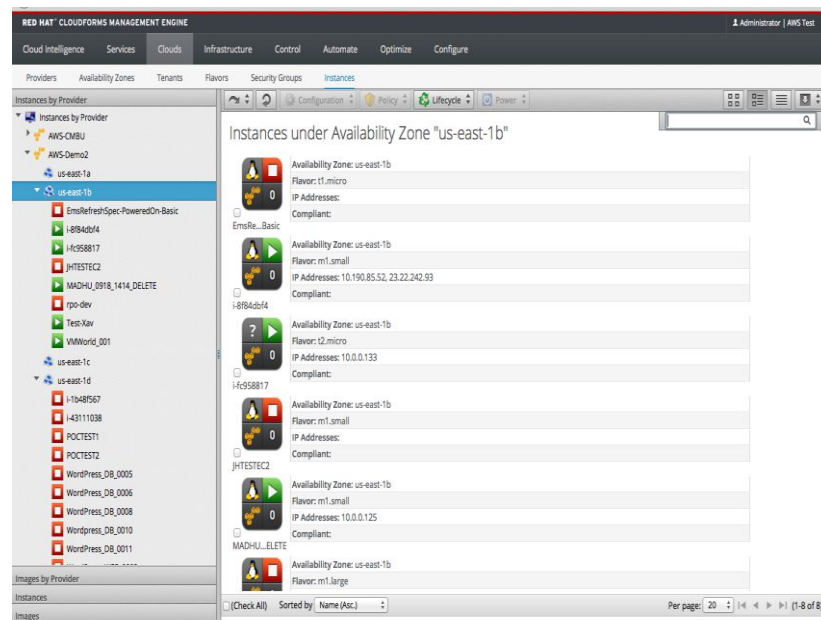 RED HAT® CLOUDFORMS MANAGEMENT ENGINE
Administrator | AWS Test
Cloud Intelligence Services Clouds Infrastructure Control Automate Optimize Configure
Providers Availability Zones Tenants Flavors Security Groups Instances
Instances by Provider
Instances by Provider
AWS-CMBU
AWS-Demo2
us-east-1a
us-east-1b
EmsRefreshSpec-PoweredOn-Basic
i-8f84dbf4
i-fc958817
JHTESTEC2
MADHU_0918_1414_DELETE
rpo-dev
Test-Xav
VMWorld_001
us-east-1c
us-east-1d
i-1b48f567
i-43111038
POCTEST1
POCTEST2
WordPress_DB_0005
WordPress_DB_0006
WordPress_DB_0008
Wordpress_DB_0010
WordPress_DB_0011
Images by Provider
Instances
Images
Configuration Policy Lifecycle Power
Instances under Availability Zone "us-east-1b"
Availability Zone: us-east-1b
Flavor: t1.micro
0
IP Addresses:
Compliant:
EmsRe...Basic
Availability Zone: us-east-1b
Flavor: m1.small
0
IP Addresses: 10.190.85.52, 23.22.242.93
Compliant:
i-8f84dbf4
Availability Zone: us-east-1b
?
Flavor: t2.micro
0
IP Addresses: 10.0.0.133
Compliant:
i-fc958817
Availability Zone: us-east-1b
Flavor: m1.small
0
IP Addresses:
Compliant:
JHTESTEC2
Availability Zone: us-east-1b
Flavor: m1.small
0
IP Addresses: 10.0.0.125
Compliant:
MADHU...ELETE
Availability Zone: us-east-1b
Flavor: m1.large
(Check All) Sorted by Name (Asc.)
Per page: 20 (1-8 of 8